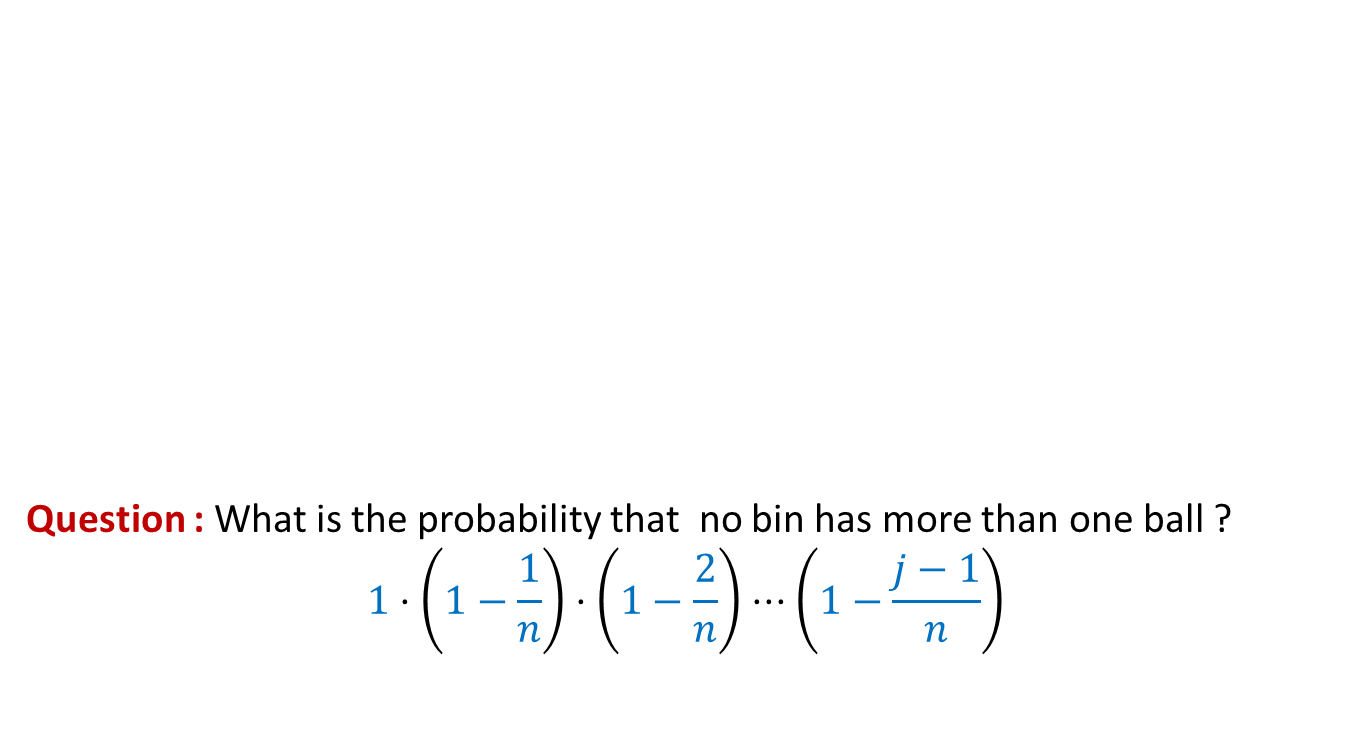 Question : What is the probability that no bin has more than one ball ?
1 · (1 − 1/n) · (1 − 2/n) ⋯ (1 − (j − 1)/n)